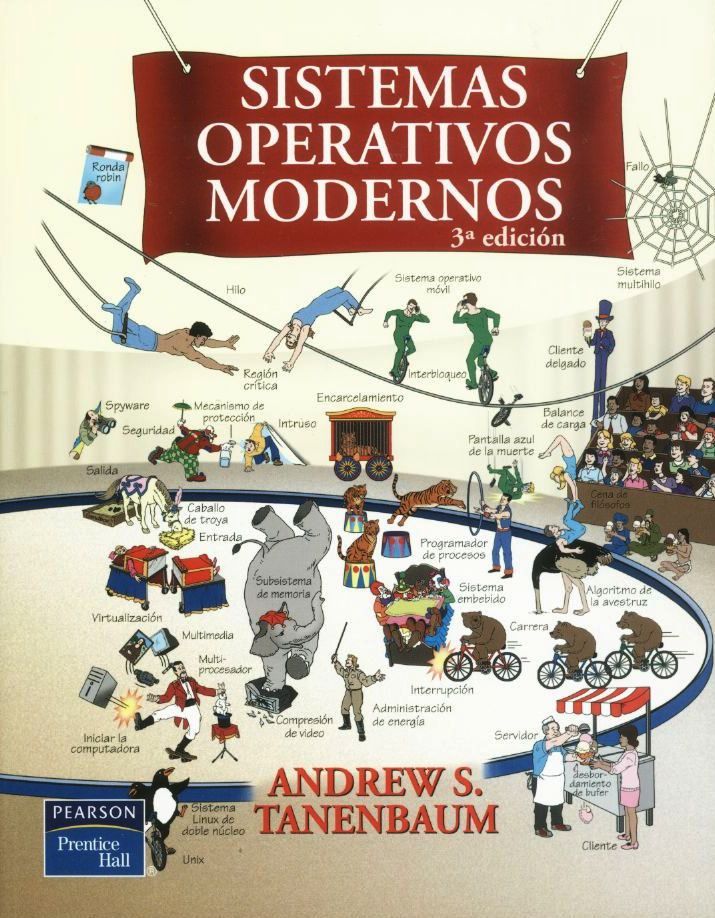 SISTEMAS
OPERATIVOS
MODERNOS
3ª edición
Ronda
robin
Fallo
Sistema
multihilo
Hilo
Sistema operativo
móvil
Región
crítica
Interbloqueo
Cliente
delgado
Encarcelamiento
Spyware
Mecanismo de
protección
Seguridad
Intruso
Balance
de carga
Pantalla azul
de la muerte
Salida
Cena de
filósofos
Caballo
de troya
Entrada
Programador
de procesos
Subsistema
de memoria
Sistema
embebido
Algoritmo de
la avestruz
Virtualización
Carrera
Multimedia
Multi-
procesador
Interrupción
Administración
de energía
Compresión
de video
Iniciar la
computadora
Servidor
desbor-
damiento
de bufer
Cliente
ANDREW S.
TANENBAUM
PEARSON
Prentice
Hall
®
Sistema
Linux de
doble núcleo
Unix